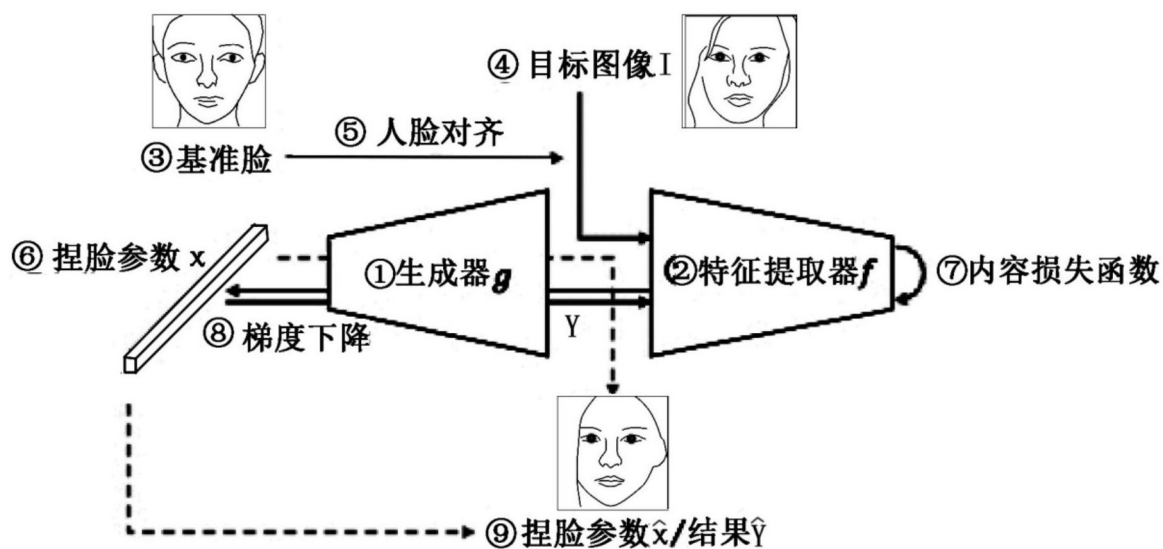 ④ 目标图像I
⑤ 人脸对齐
③基准脸
⑥ 捏脸参数 x
①生成器g
②特征提取器f
⑦内容损失函数
⑧ 梯度下降
Y
⑨捏脸参数x̂/结果Ŷ